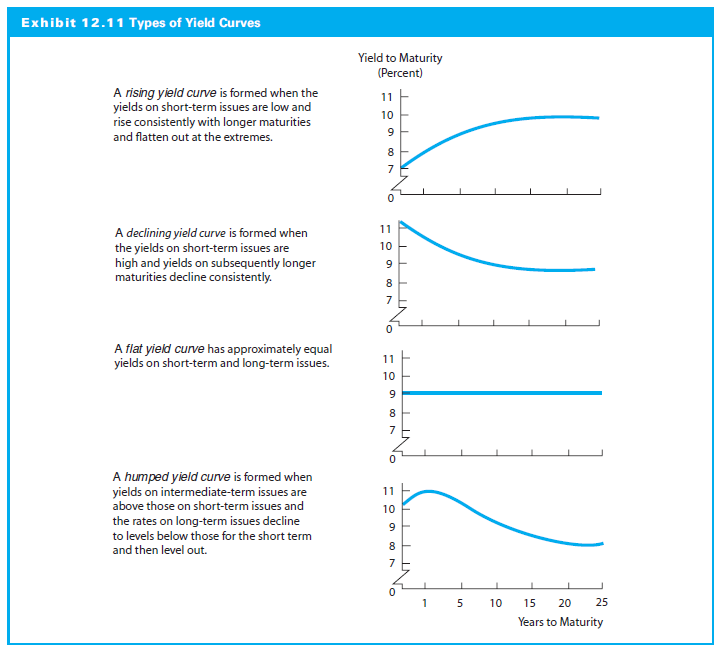 Exhibit 12.11 Types of Yield Curves
Yield to Maturity
(Percent)
A rising yield curve is formed when the
yields on short-term issues are low and
rise consistently with longer maturities
and flatten out at the extremes.
11
10
9
8
7
0
A declining yield curve is formed when
the yields on short-term issues are
high and yields on subsequently longer
maturities decline consistently.
11
10
9
8
7
0
A flat yield curve has approximately equal
yields on short-term and long-term issues.
11
10
9
8
7
0
A humped yield curve is formed when
yields on intermediate-term issues are
above those on short-term issues and
the rates on long-term issues decline
to levels below those for the short term
and then level out.
11
10
9
8
7
0
1 5 10 15 20 25
Years to Maturity